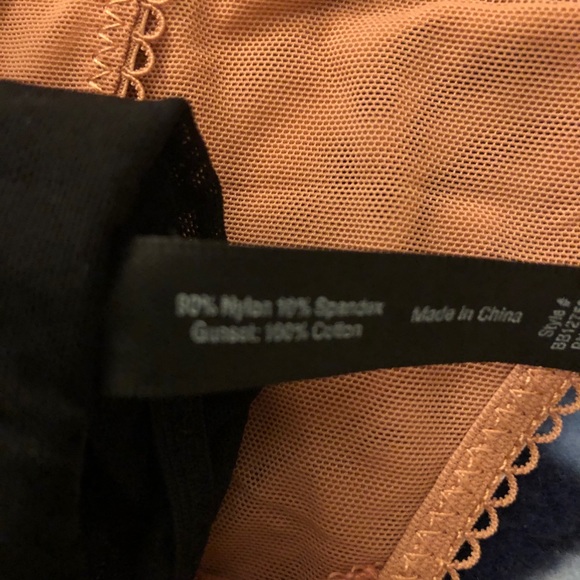 90% Nylon 10% Spandex
Gusset: 100% Cotton
Made In China
Style #